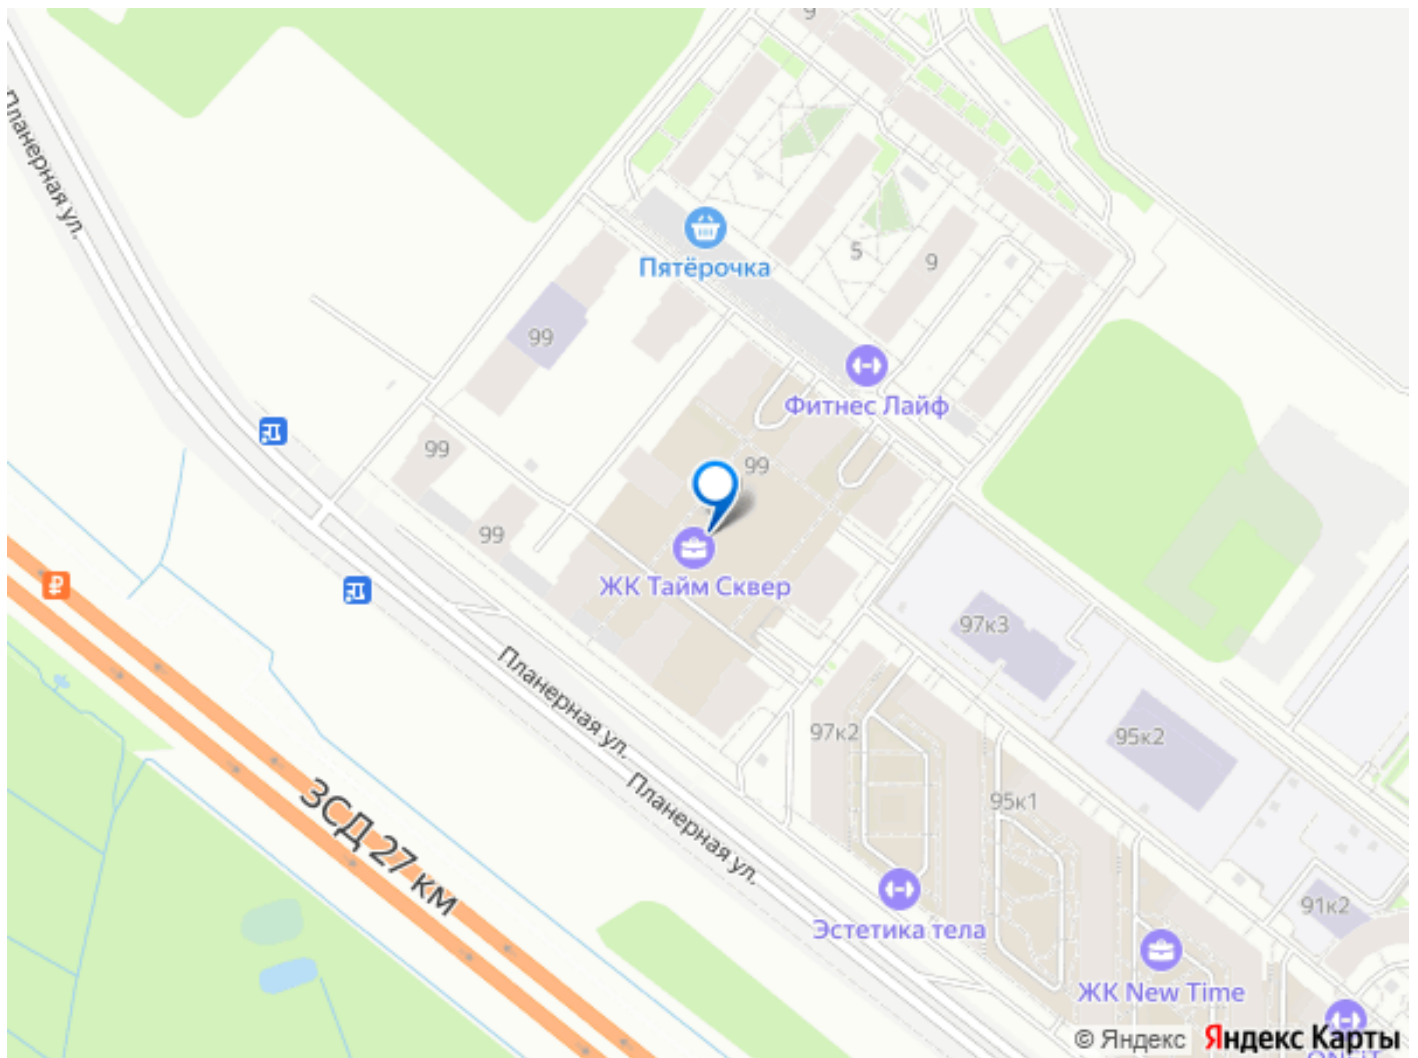 9
Планерная ул.
Пятёрочка
5
9
99
Фитнес Лайф
99
99
99
ЖК Тайм Сквер
97к3
Планерная ул.
97к2
95к2
Планерная ул.
95к1
ЗСД 27 км
91к2
Эстетика тела
ЖК New Time
© Яндекс Яндекс Карты